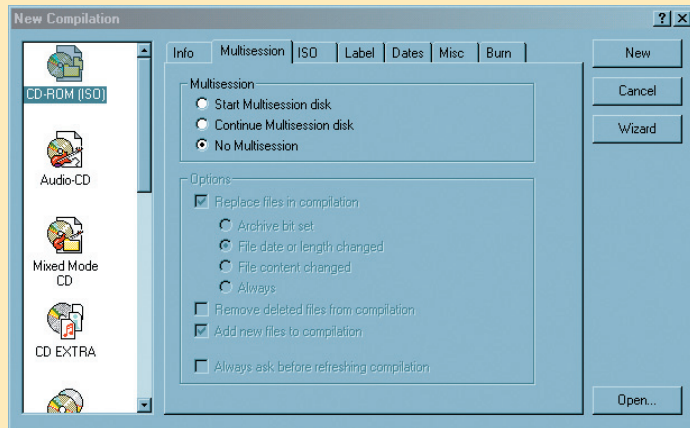 New Compilation
CD-ROM (ISO)
Audio-CD
Mixed Mode
CD
CD EXTRA
Info Multisession ISO Label Dates Misc Burn
Multisession
Start Multisession disk
Continue Multisession disk
No Multisession
Options
Replace files in compilation
Archive bit set
File date or length changed
File content changed
Always
Remove deleted files from compilation
Add new files to compilation
Always ask before refreshing compilation
New
Cancel
Wizard
Open...